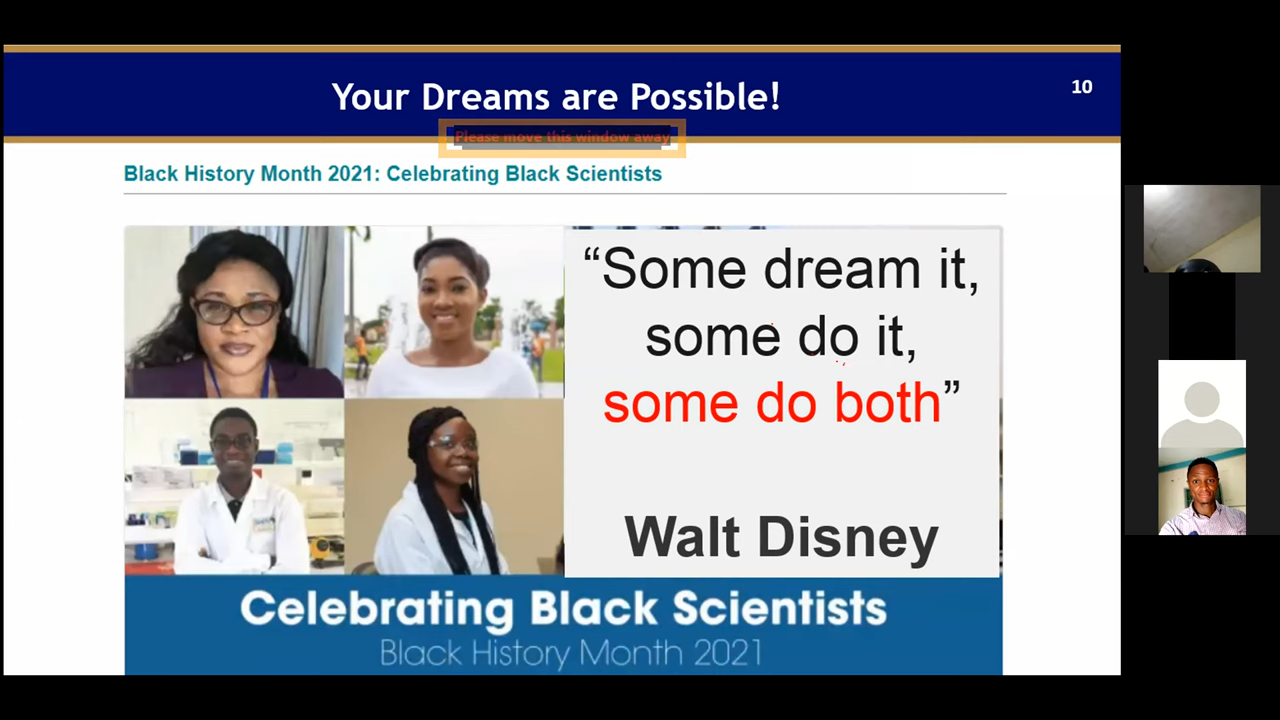 Your Dreams are Possible!
10
Please move this window away
Black History Month 2021: Celebrating Black Scientists
“Some dream it,
some do it,
some do both”
Walt Disney
Celebrating Black Scientists
Black History Month 2021